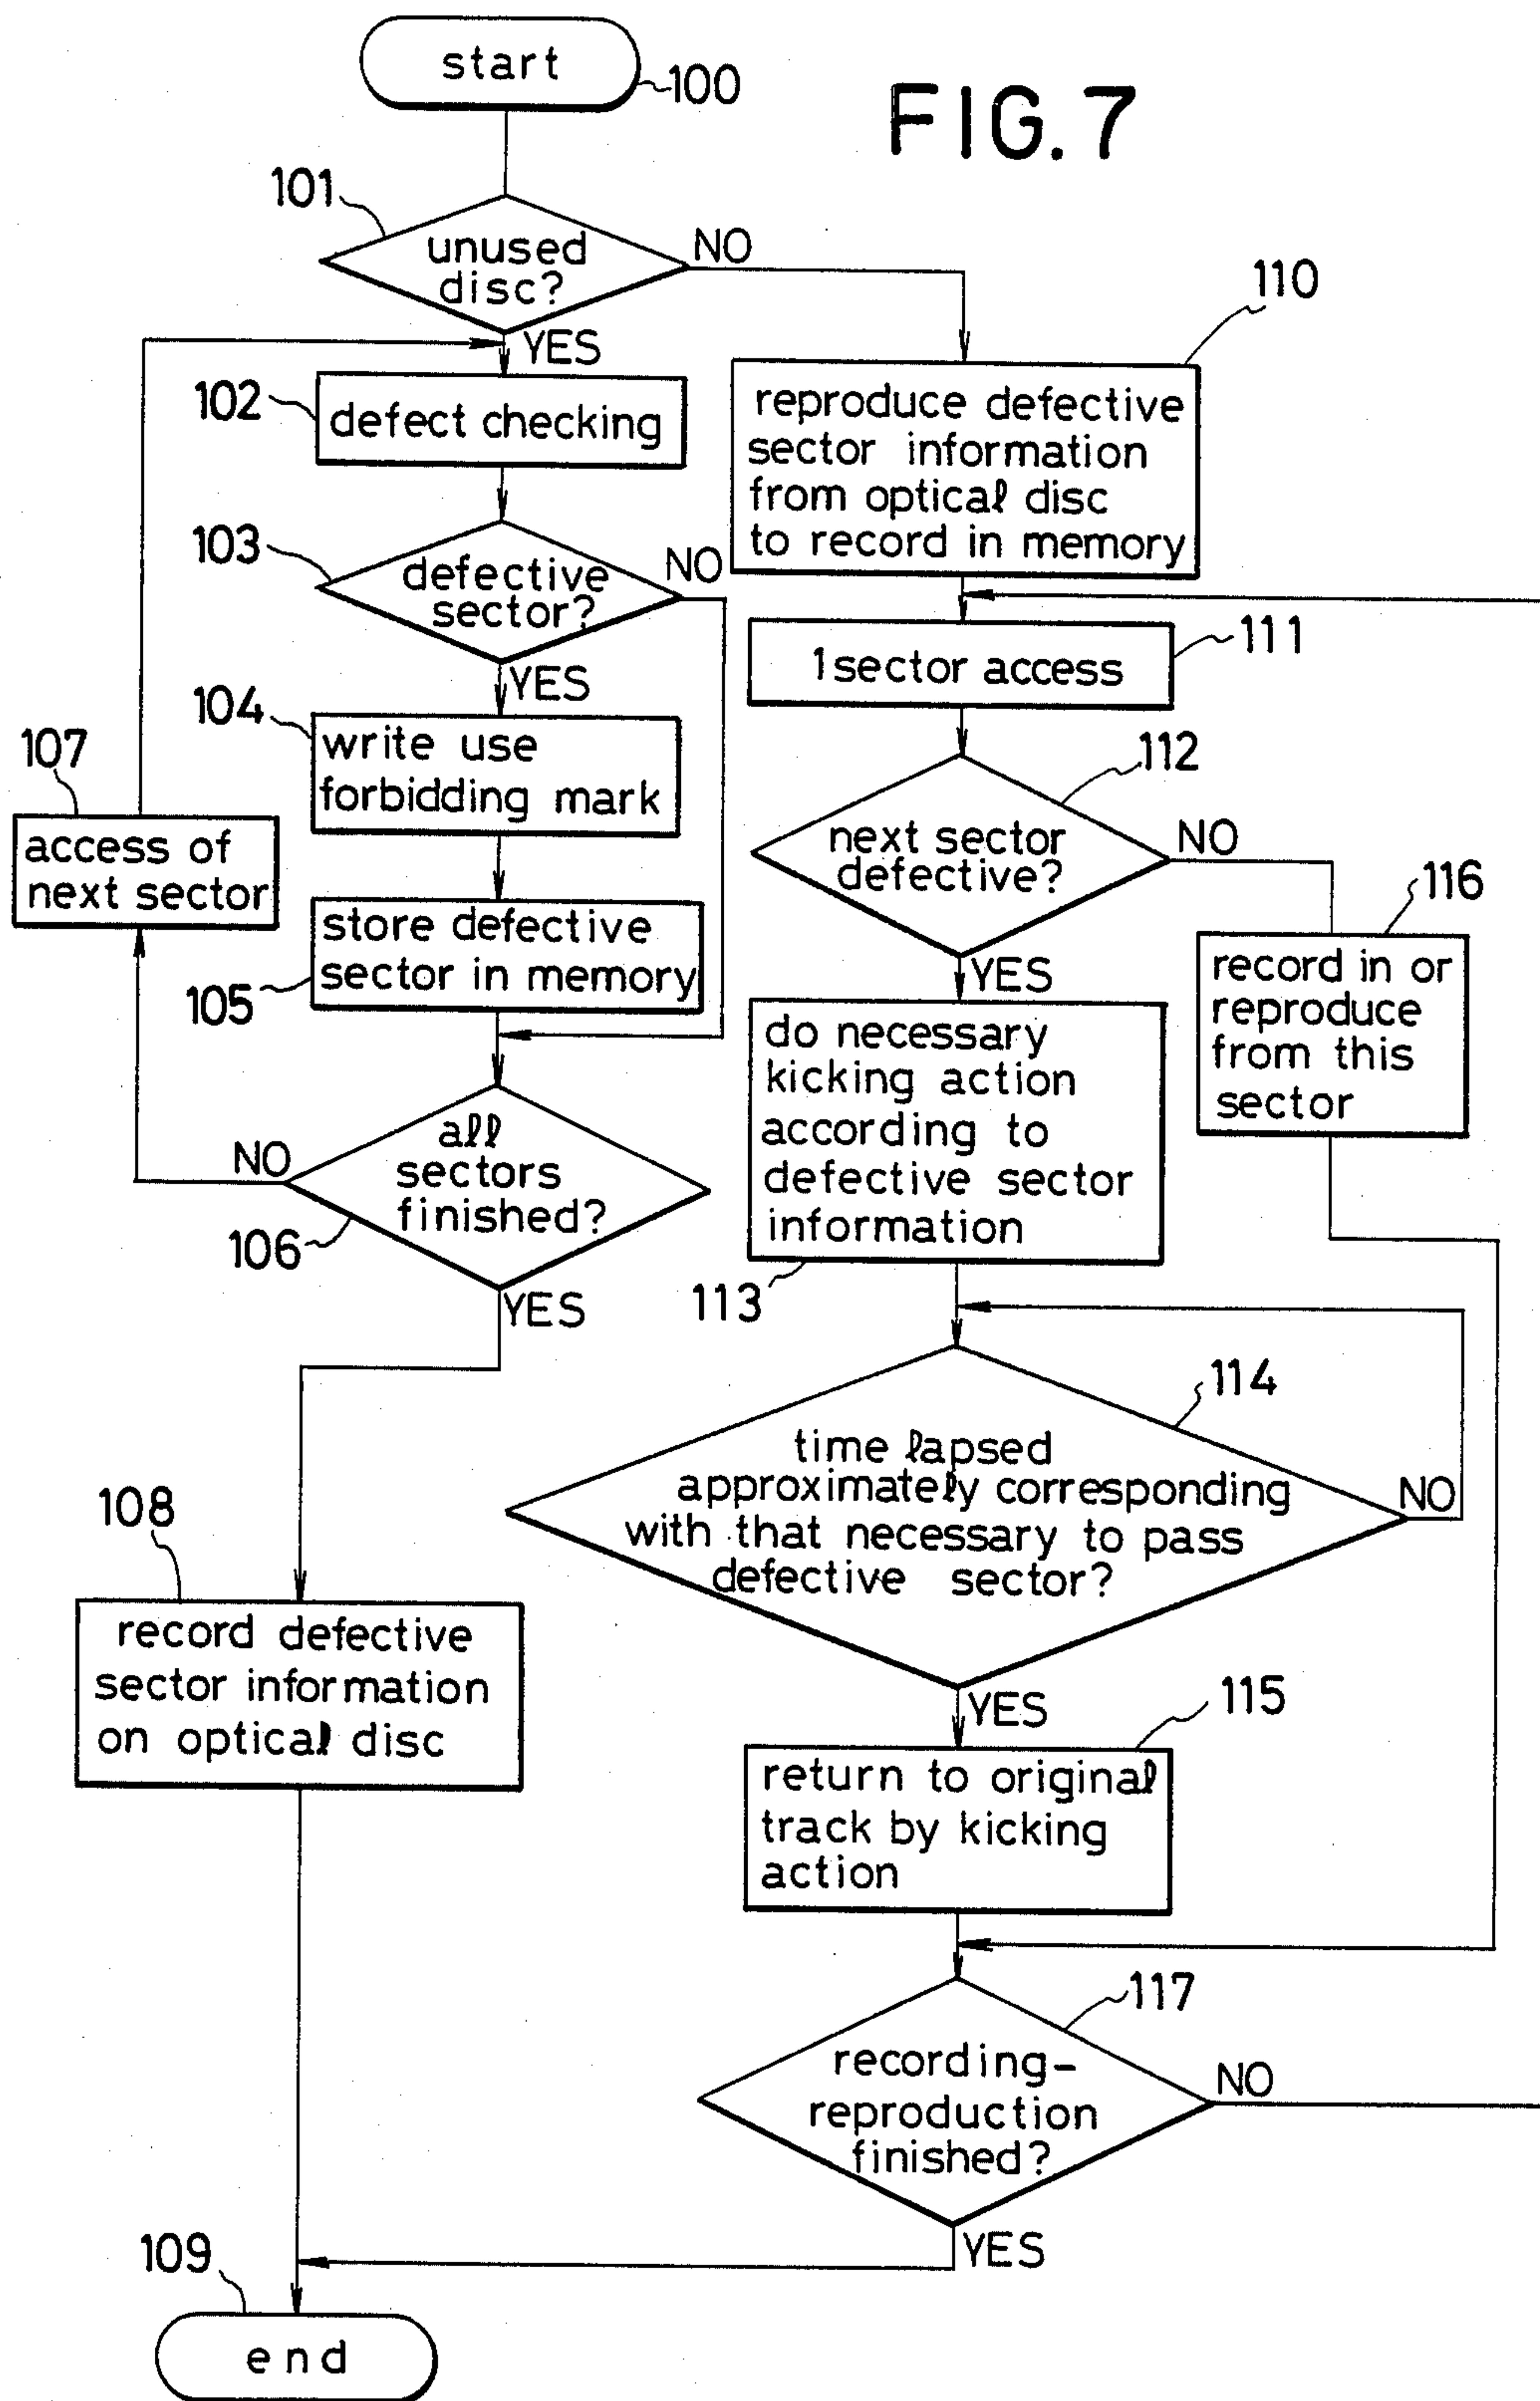 start
100
FIG. 7
101
unused
disc?
NO
YES
102
defect checking
103
defective
sector?
NO
YES
104
write use
forbidding mark
107
access of
next sector
105
store defective
sector in memory
all
sectors
finished?
NO
106
YES
108
record defective
sector information
on optical disc
109
end
110
reproduce defective
sector information
from optical disc
to record in memory
111
1 sector access
112
next sector
defective?
NO
YES
116
record in or
reproduce
from this
sector
do necessary
kicking action
according to
defective sector
information
113
114
time lapsed
approximately corresponding
with that necessary to pass
defective sector?
NO
YES
115
return to original
track by kicking
action
117
recording-
reproduction
finished?
NO
YES